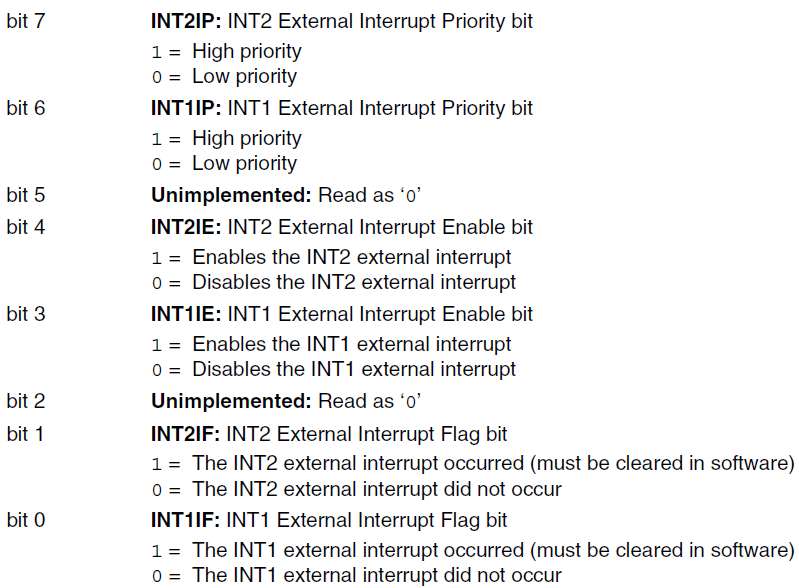 bit 7 INT2IP: INT2 External Interrupt Priority bit
1 = High priority
0 = Low priority
bit 6 INT1IP: INT1 External Interrupt Priority bit
1 = High priority
0 = Low priority
bit 5 Unimplemented: Read as ‘0’
bit 4 INT2IE: INT2 External Interrupt Enable bit
1 = Enables the INT2 external interrupt
0 = Disables the INT2 external interrupt
bit 3 INT1IE: INT1 External Interrupt Enable bit
1 = Enables the INT1 external interrupt
0 = Disables the INT1 external interrupt
bit 2 Unimplemented: Read as ‘0’
bit 1 INT2IF: INT2 External Interrupt Flag bit
1 = The INT2 external interrupt occurred (must be cleared in software)
0 = The INT2 external interrupt did not occur
bit 0 INT1IF: INT1 External Interrupt Flag bit
1 = The INT1 external interrupt occurred (must be cleared in software)
0 = The INT1 external interrupt did not occur